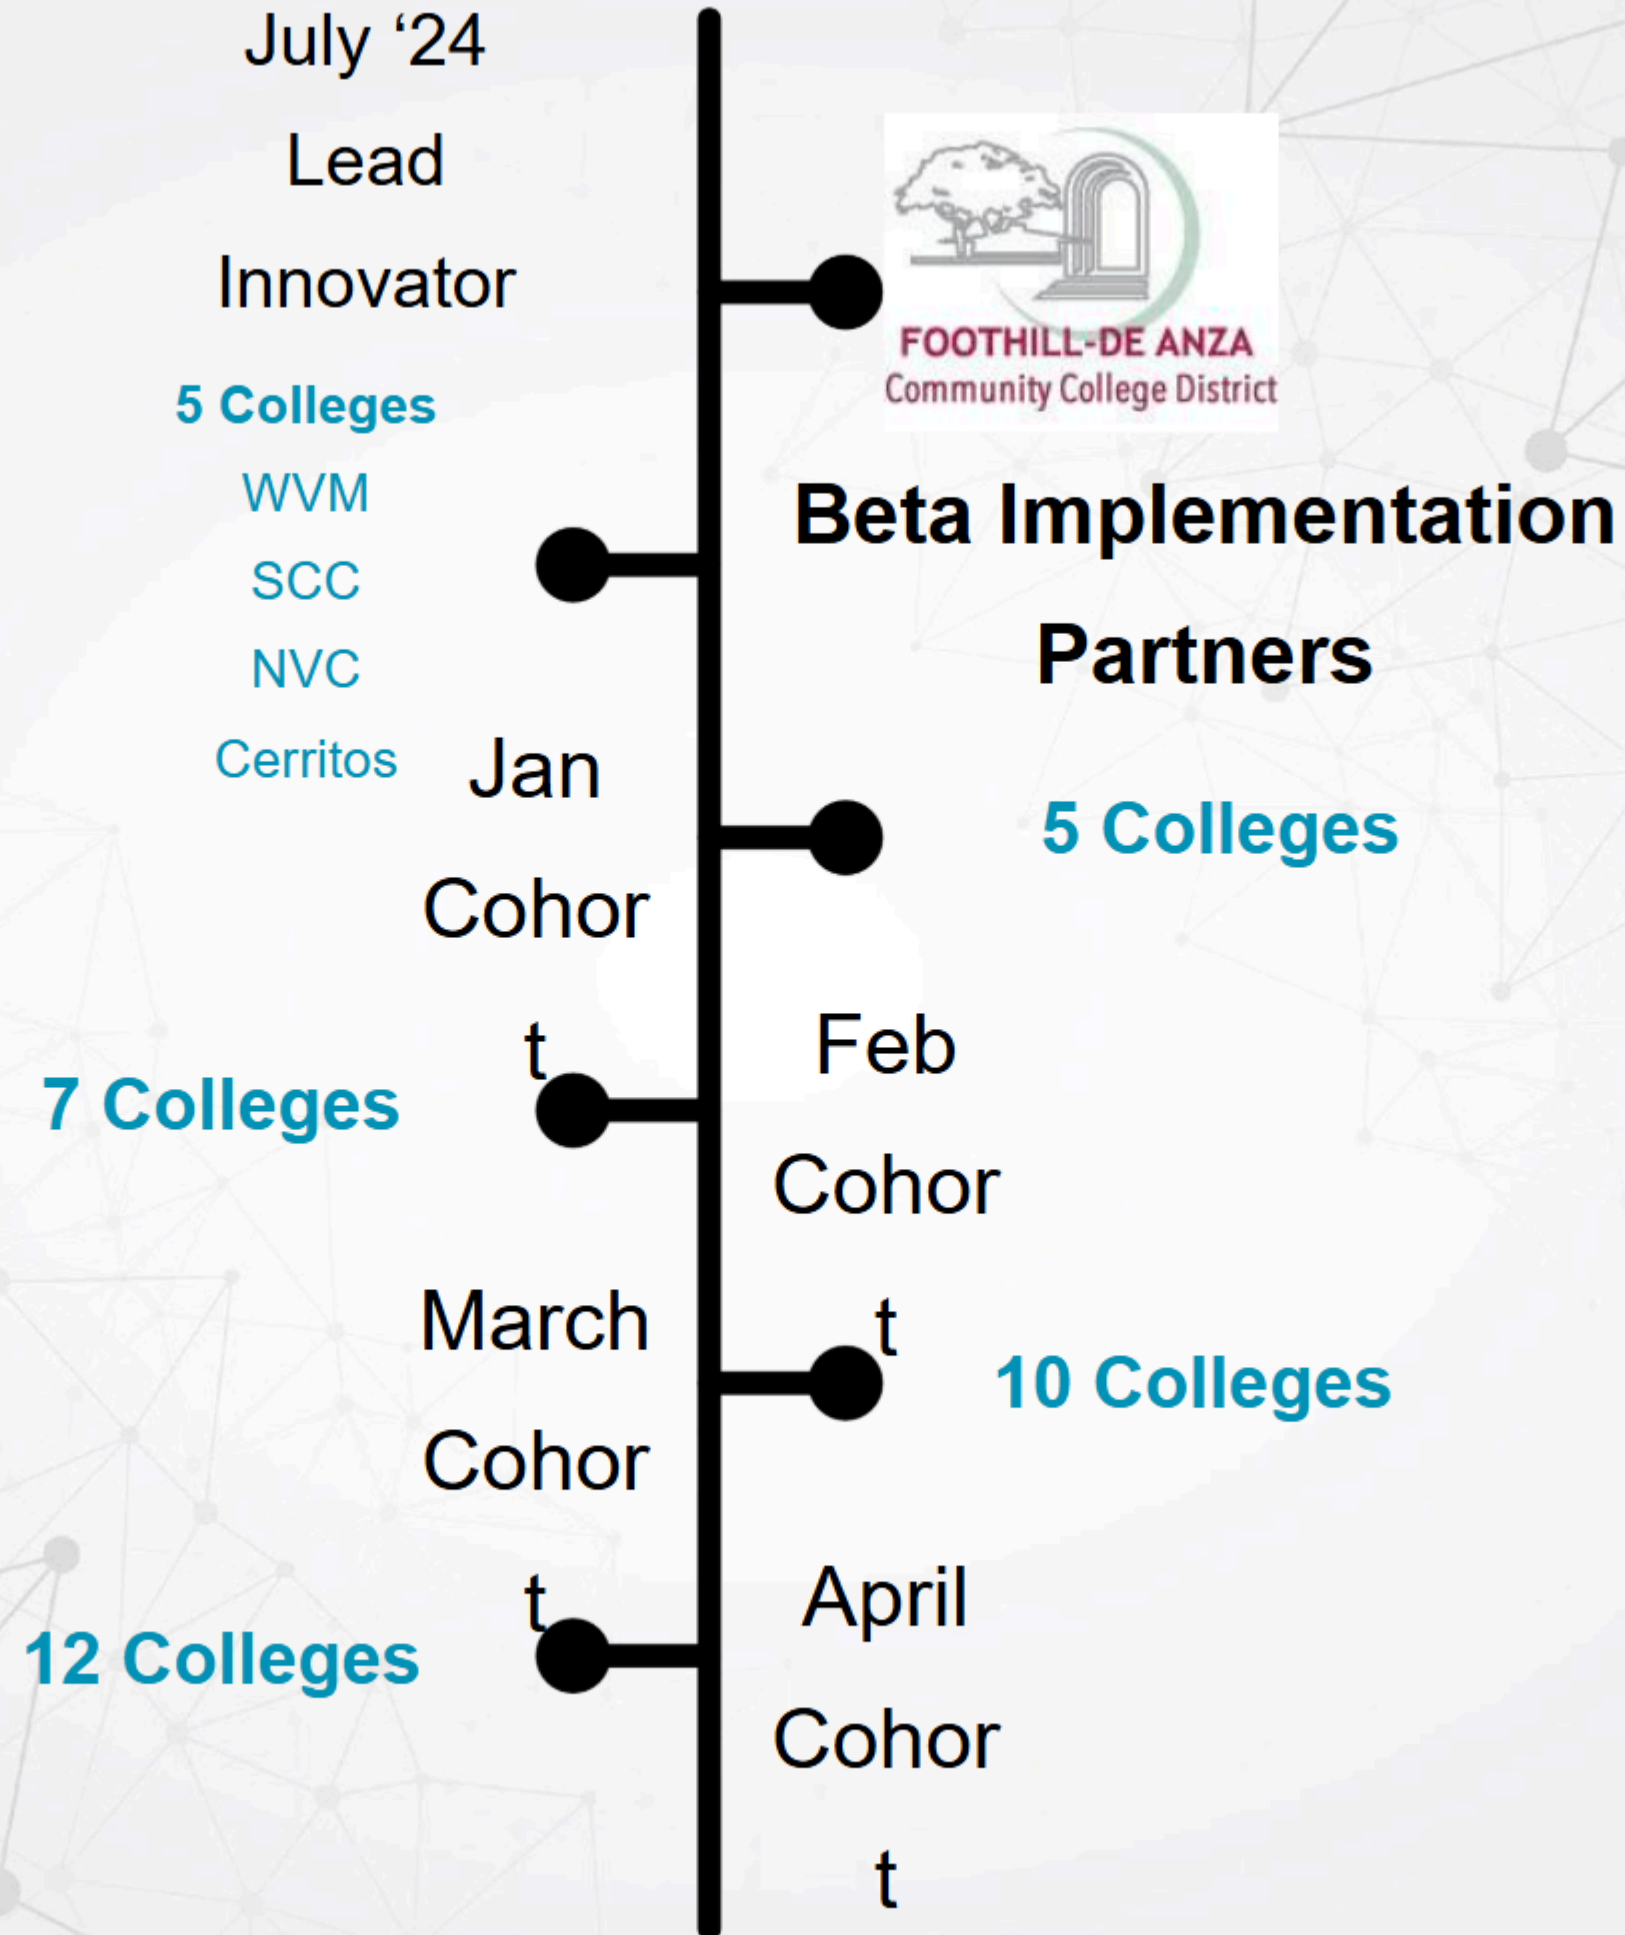 July ‘24
Lead
Innovator
FOOTHILL-DE ANZA
Community College District
5 Colleges
WVM
SCC
NVC
Cerritos
Beta Implementation
Partners
Jan
Cohor
t
5 Colleges
7 Colleges
Feb
Cohor
t
March
Cohor
t
10 Colleges
12 Colleges
April
Cohor
t